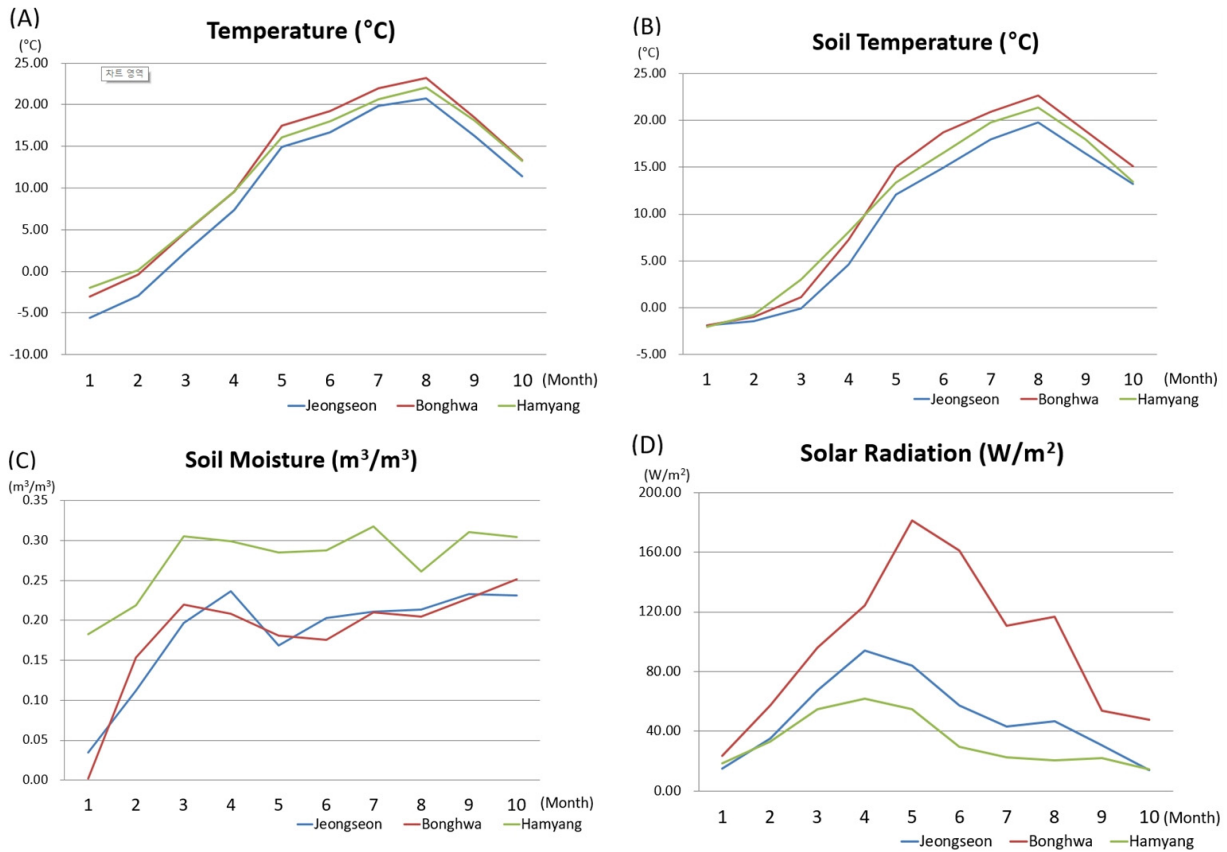 (A)
Temperature (°C)
(°C)
차트 영역
25.00
20.00
15.00
10.00
5.00
0.00
-5.00
-10.00
1 2 3 4 5 6 7 8 9 10 (Month)
Jeongseon Bonghwa Hamyang
(B)
Soil Temperature (°C)
(°C)
25.00
20.00
15.00
10.00
5.00
0.00
-5.00
1 2 3 4 5 6 7 8 9 10 (Month)
Jeongseon Bonghwa Hamyang
(C)
Soil Moisture (m³/m³)
(m³/m³)
0.35
0.30
0.25
0.20
0.15
0.10
0.05
0.00
1 2 3 4 5 6 7 8 9 10 (Month)
Jeongseon Bonghwa Hamyang
(D)
Solar Radiation (W/m²)
(W/m²)
200.00
160.00
120.00
80.00
40.00
0.00
1 2 3 4 5 6 7 8 9 10 (Month)
Jeongseon Bonghwa Hamyang